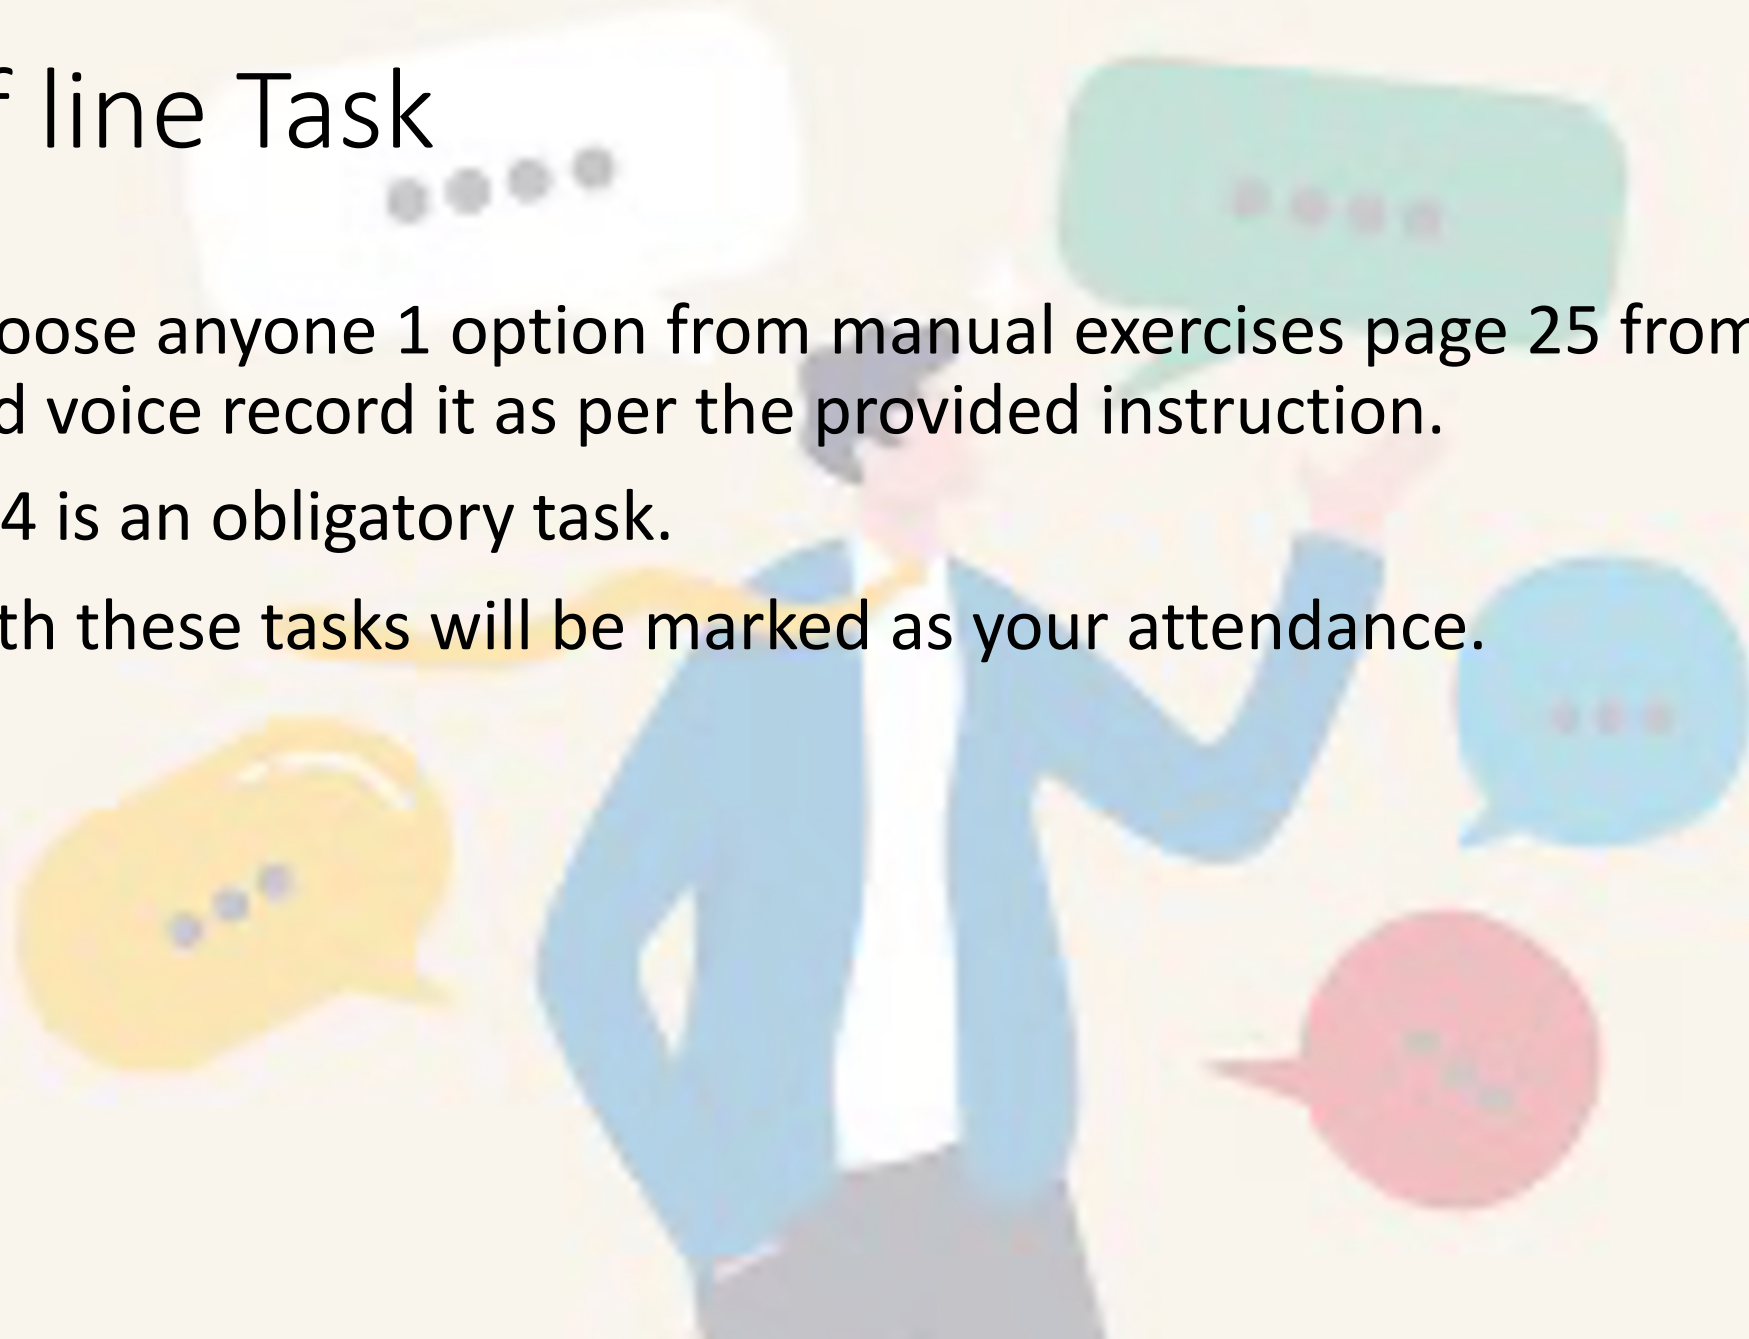 f line Task
oose anyone 1 option from manual exercises page 25 from
d voice record it as per the provided instruction.
4 is an obligatory task.
th these tasks will be marked as your attendance.